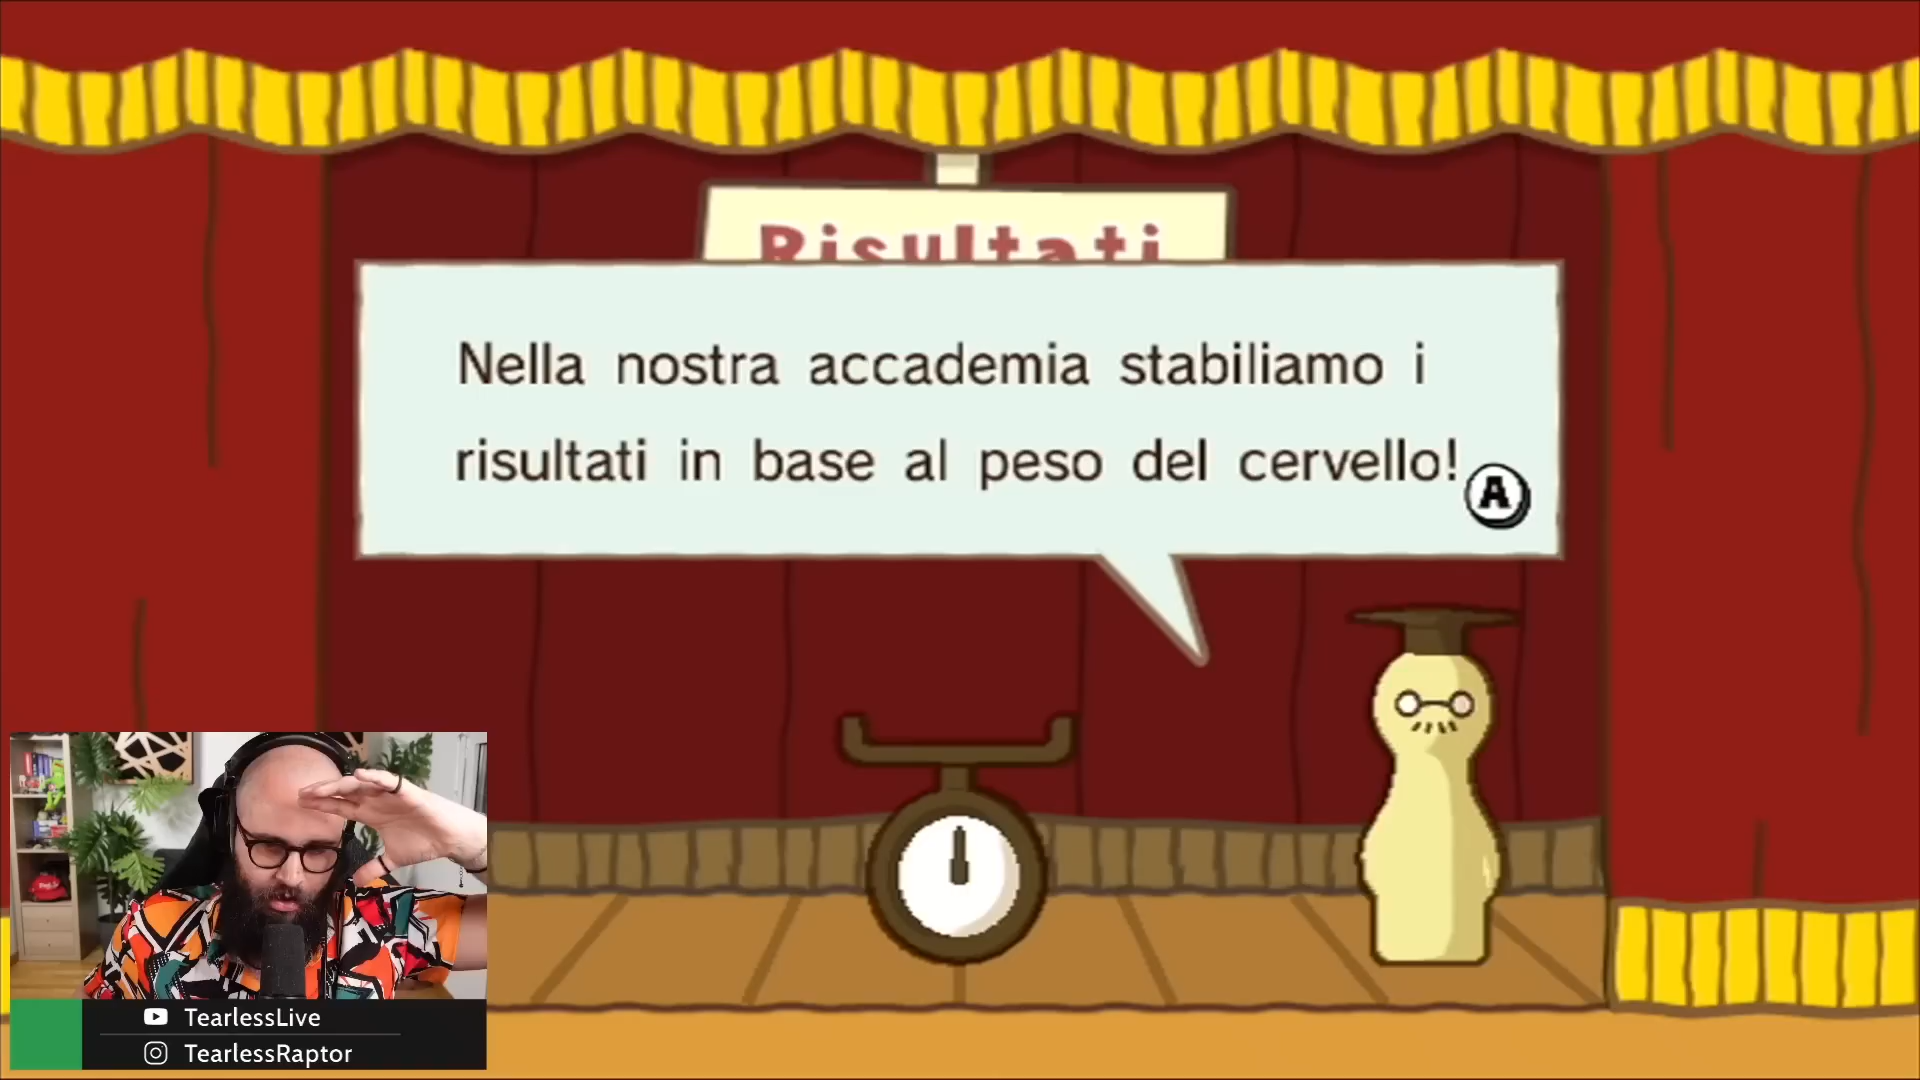 Risultati
Nella nostra accademia stabiliamo i
risultati in base al peso del cervello!
A
TearlessLive
TearlessRaptor